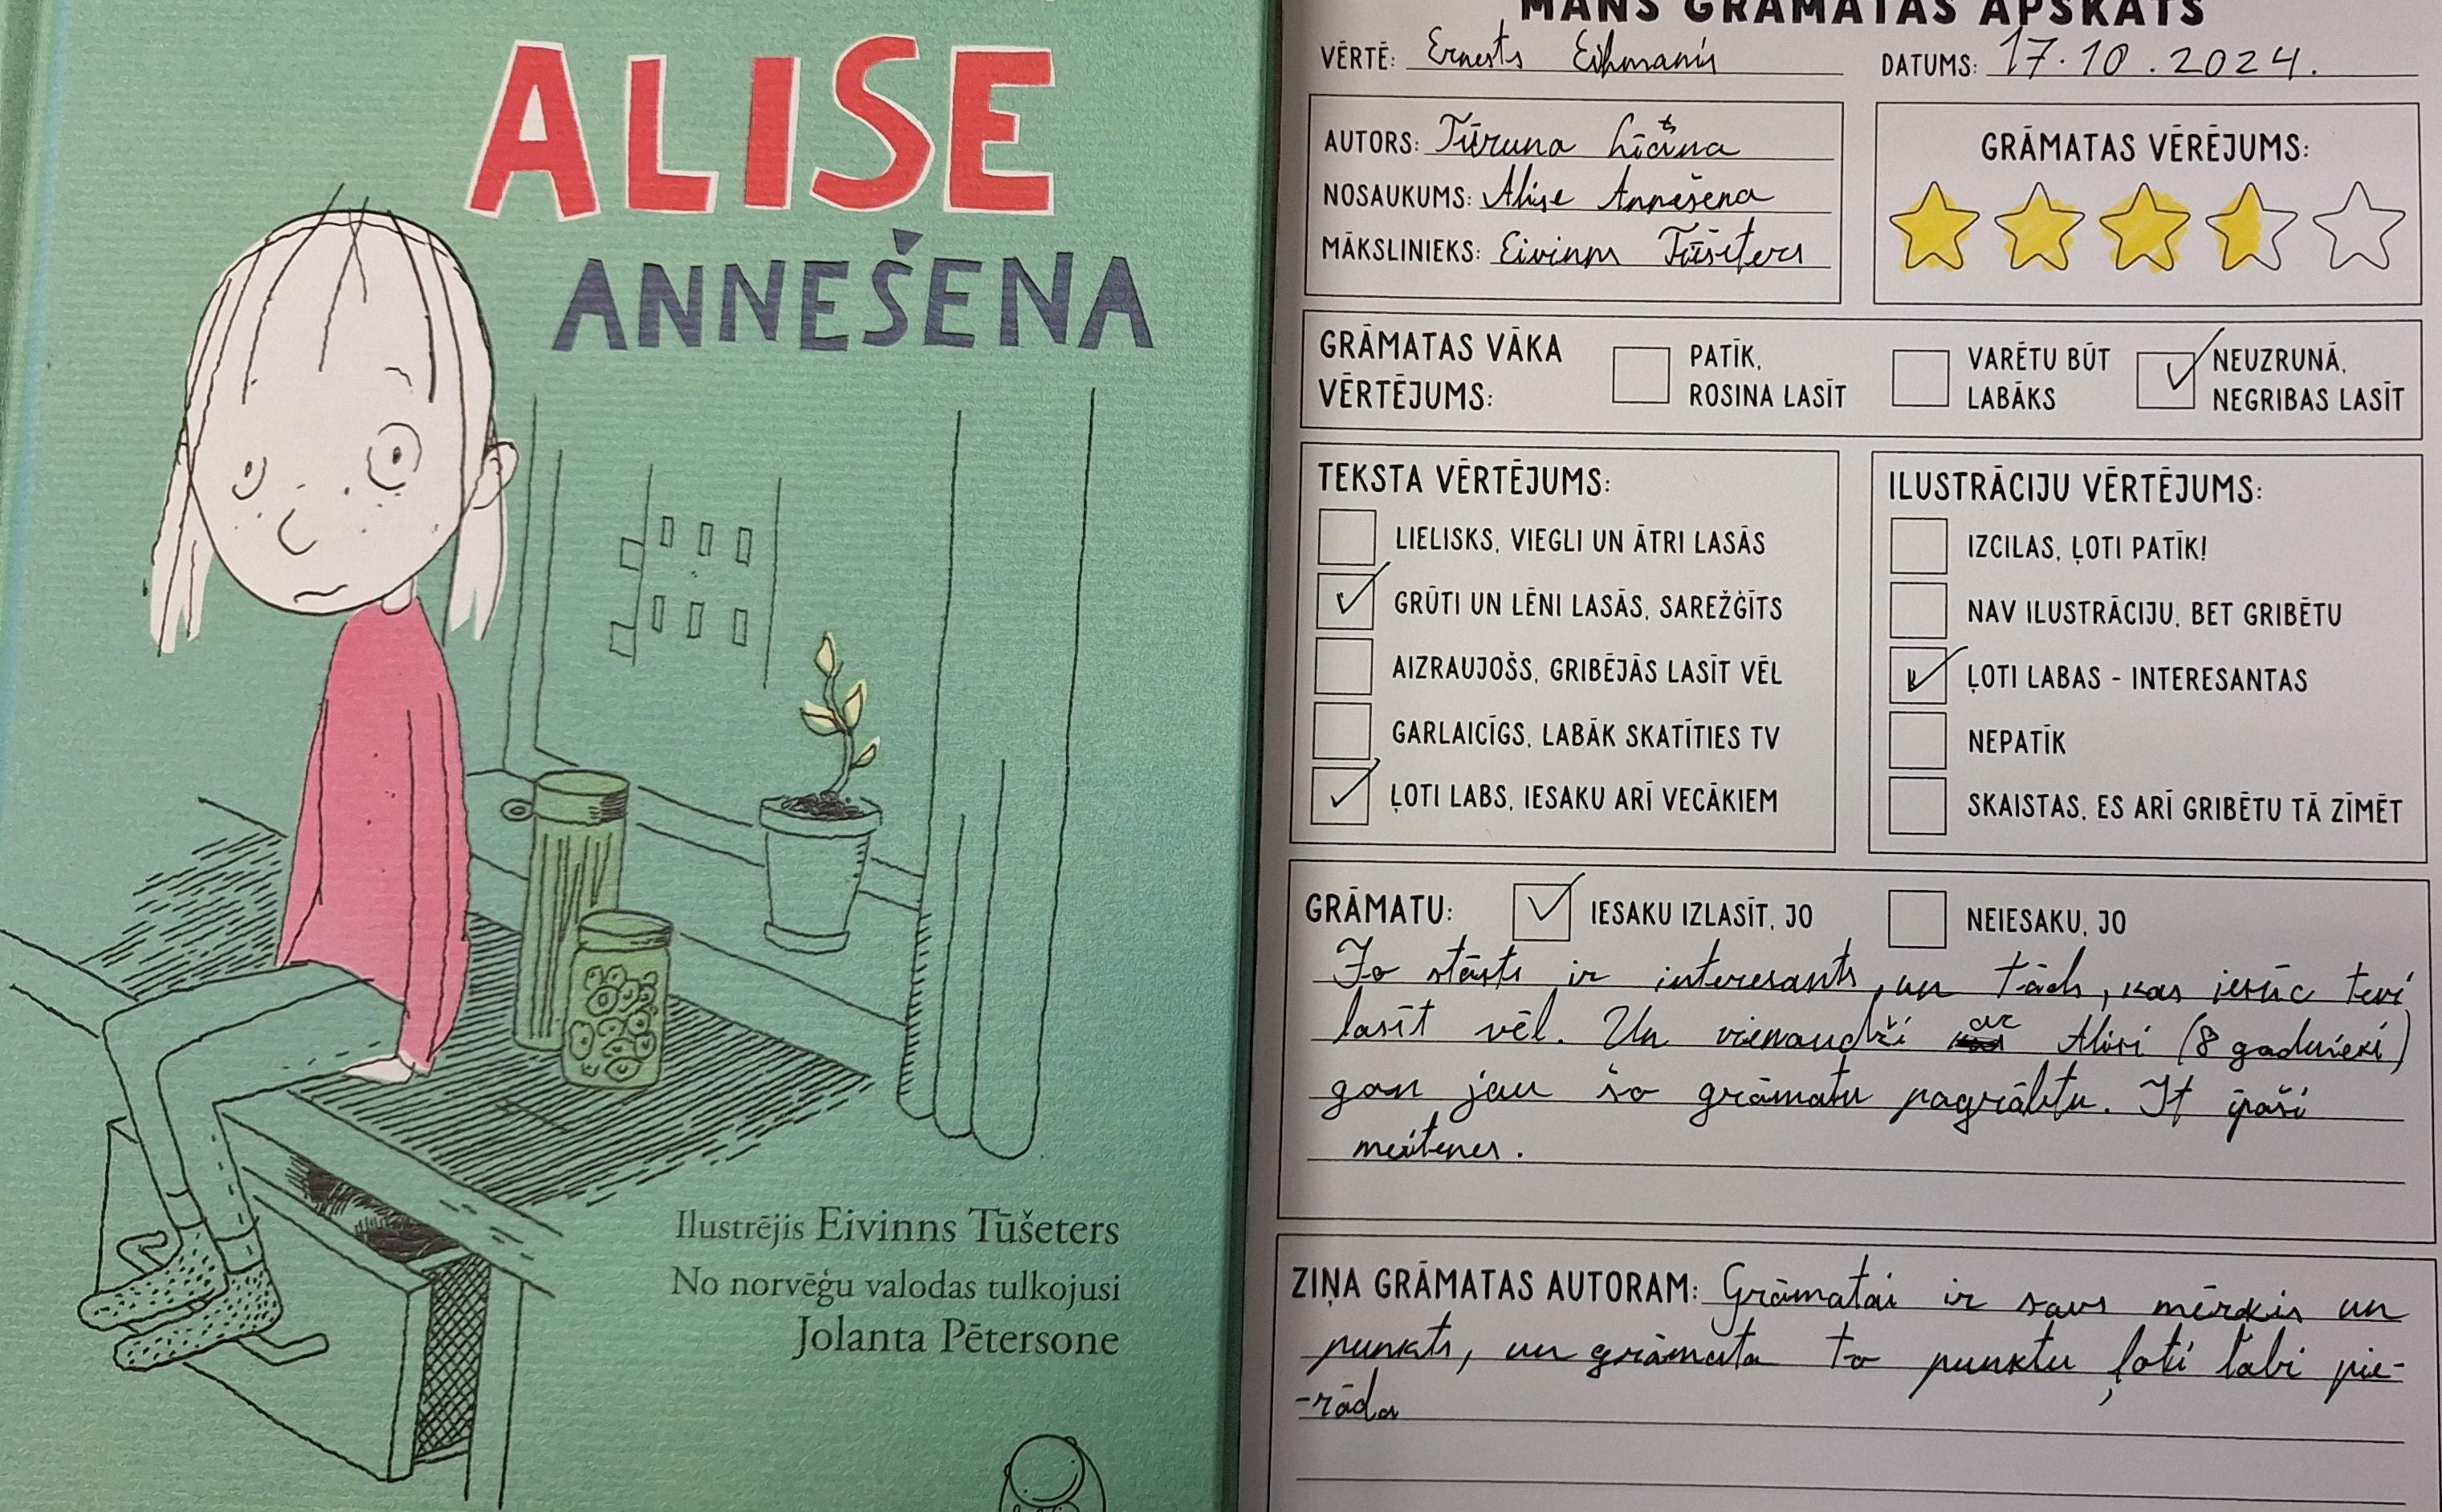 ALISE
ANNEŠENA
Ilustrējis Eivinns Tūšeters
No norvēģu valodas tulkojusi
Jolanta Pētersone
MANS GRĀMATAS APSKATS
VĒRTĒ: Ernests Eihmanis
DATUMS: 17.10.2024.
AUTORS: Tūruna
NOSAUKUMS: Alise Annešena
MĀKSLINIEKS: Eivinns Tūšeters
GRĀMATAS VĒRĒJUMS:
GRĀMATAS VĀKA
VĒRTĒJUMS:
PATĪK,
ROSINA LASĪT
VARĒTU BŪT
LABĀKS
NEUZRUNĀ,
NEGRIBAS LASĪT
TEKSTA VĒRTĒJUMS:
LIELISKS, VIEGLI UN ĀTRI LASĀS
GRŪTI UN LĒNI LASĀS, SAREŽĢĪTS
AIZRAUJOŠS, GRIBĒJĀS LASĪT VĒL
GARLAICĪGS, LABĀK SKATĪTIES TV
ĻOTI LABS, IESAKU ARĪ VECĀKIEM
ILUSTRĀCIJU VĒRTĒJUMS:
IZCILAS, ĻOTI PATĪK!
NAV ILUSTRĀCIJU, BET GRIBĒTU
ĻOTI LABAS - INTERESANTAS
NEPATĪK
SKAISTAS, ES ARĪ GRIBĒTU TĀ ZĪMĒT
GRĀMATU: IESAKU IZLASĪT, JO NEIESAKU, JO
Jo stāsts ir interesants, un tāds, kas iesūc tevi
lasīt vēl. Un vienaudži ar Alisi (8 gadnieki)
gan jau šo grāmatu pagrābtu. It īpaši
meitenes.
ZIŅA GRĀMATAS AUTORAM: Grāmatai ir savs mērķis un
punkts, un grāmata to punktu ļoti labi pie-
-rāda